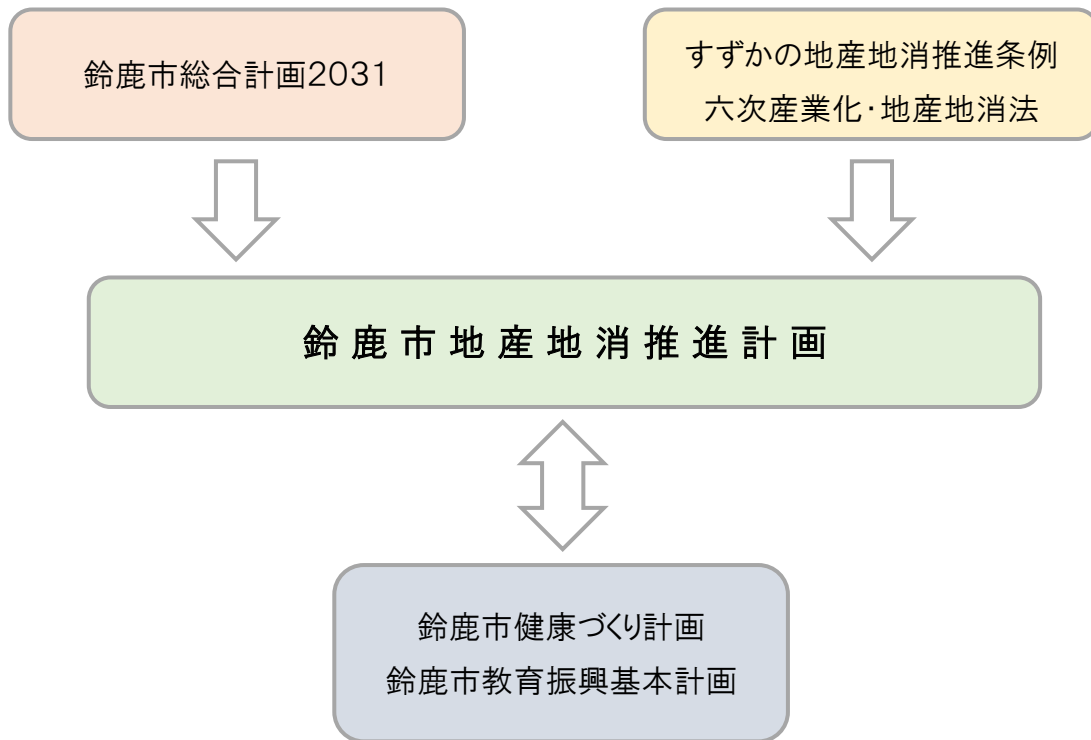 鈴鹿市総合計画2031
すずかの地産地消推進条例
六次産業化・地産地消法
鈴鹿市地産地消推進計画
鈴鹿市健康づくり計画
鈴鹿市教育振興基本計画